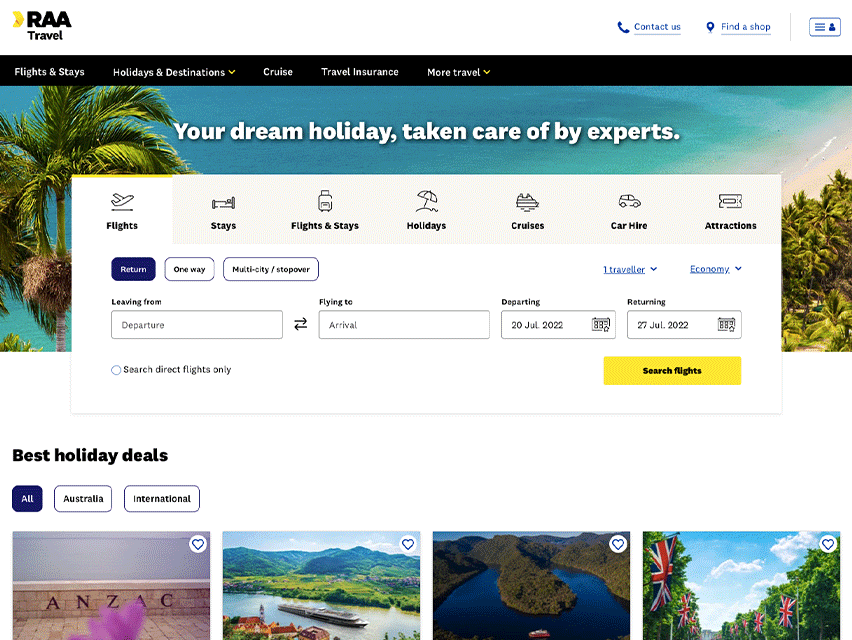 RAA
Travel
Contact us
Find a shop
Flights & Stays
Holidays & Destinations
Cruise
Travel Insurance
More travel
Your dream holiday, taken care of by experts.
Flights
Stays
Flights & Stays
Holidays
Cruises
Car Hire
Attractions
Return
One way
Multi-city / stopover
1 traveller
Economy
Leaving from
Flying to
Departing
Returning
Departure
Arrival
20 Jul. 2022
27 Jul. 2022
Search direct flights only
Search flights
Best holiday deals
All
Australia
International
ANZAC